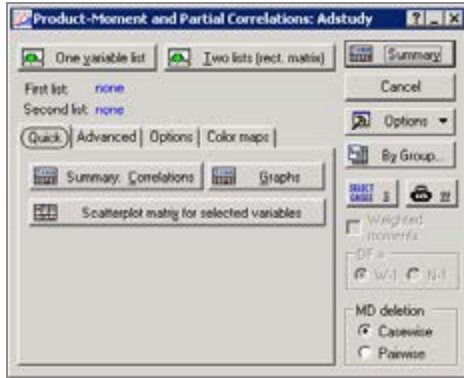 Product-Moment and Partial Correlations: Adstudy
One variable list
Two lists (rect. matrix)
Summary
First list: none
Cancel
Second list: none
Options
Quick Advanced Options Color maps
By Group...
Summary: Correlations
Graphs
SELECT CASES S W
Scatterplot matrix for selected variables
Weighted moments
DF =
W-1 N-1
MD deletion
Casewise
Pairwise